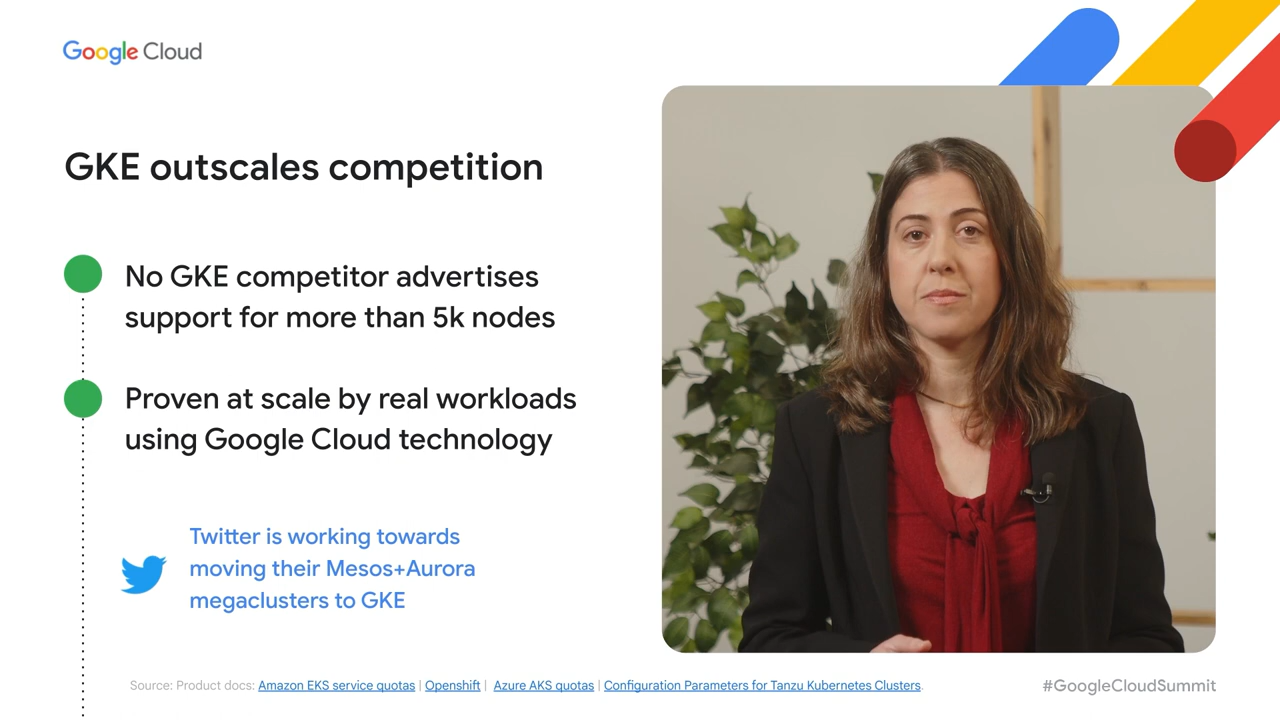 Google Cloud
GKE outscales competition
No GKE competitor advertises
support for more than 5k nodes
Proven at scale by real workloads
using Google Cloud technology
Twitter is working towards
moving their Mesos+Aurora
megaclusters to GKE
Source: Product docs: Amazon EKS service quotas | Openshift | Azure AKS quotas | Configuration Parameters for Tanzu Kubernetes Clusters.
#GoogleCloudSummit